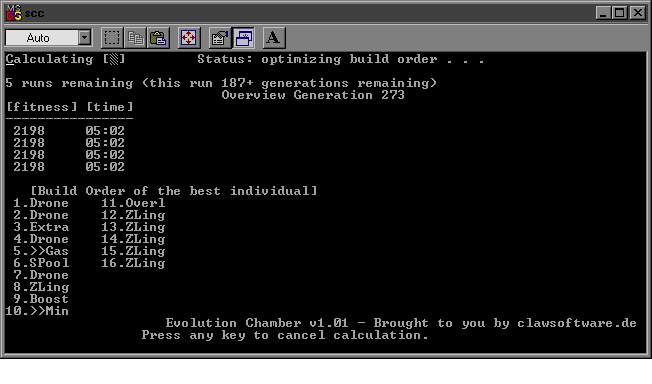 scc
Auto
A
Calculating [▒] Status: optimizing build order . . .
5 runs remaining (this run 187+ generations remaining)
Overview Generation 273
[fitness] [time]
----------------
2198 05:02
2198 05:02
2198 05:02
2198 05:02
[Build Order of the best individual]
1.Drone 11.Overl
2.Drone 12.ZLing
3.Extra 13.ZLing
4.Drone 14.ZLing
5.>>Gas 15.ZLing
6.SPool 16.ZLing
7.Drone
8.ZLing
9.Boost
10.>>Min
Evolution Chamber v1.01 - Brought to you by clawsoftware.de
Press any key to cancel calculation.